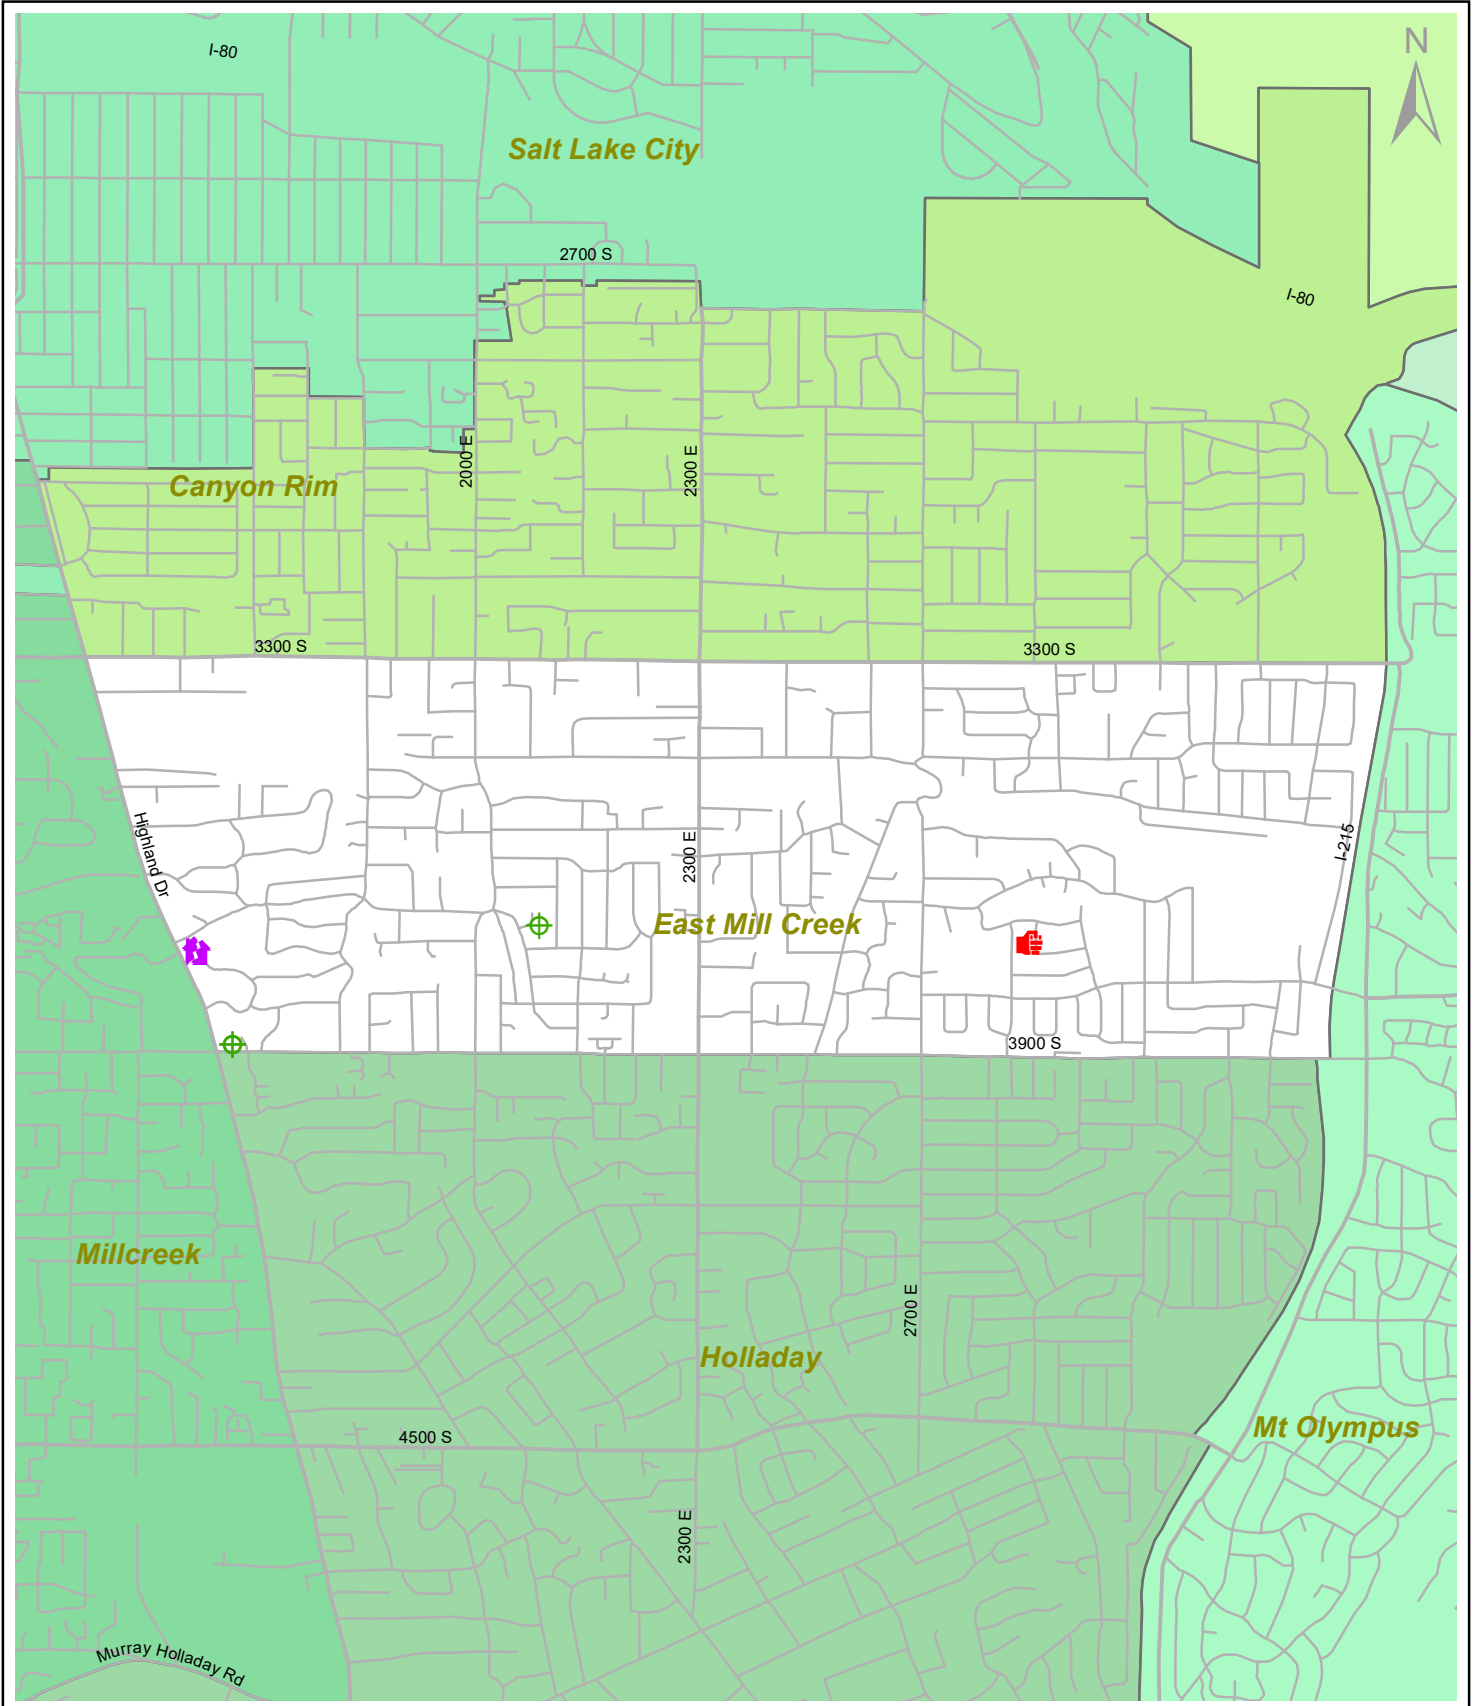 N
I-80
Salt Lake City
2700 S
I-80
2000 E
2300 E
Canyon Rim
3300 S
3300 S
Highland Dr
2300 E
I-215
East Mill Creek
3900 S
Millcreek
2700 E
Holladay
Mt Olympus
4500 S
2300 E
Murray Holladay Rd